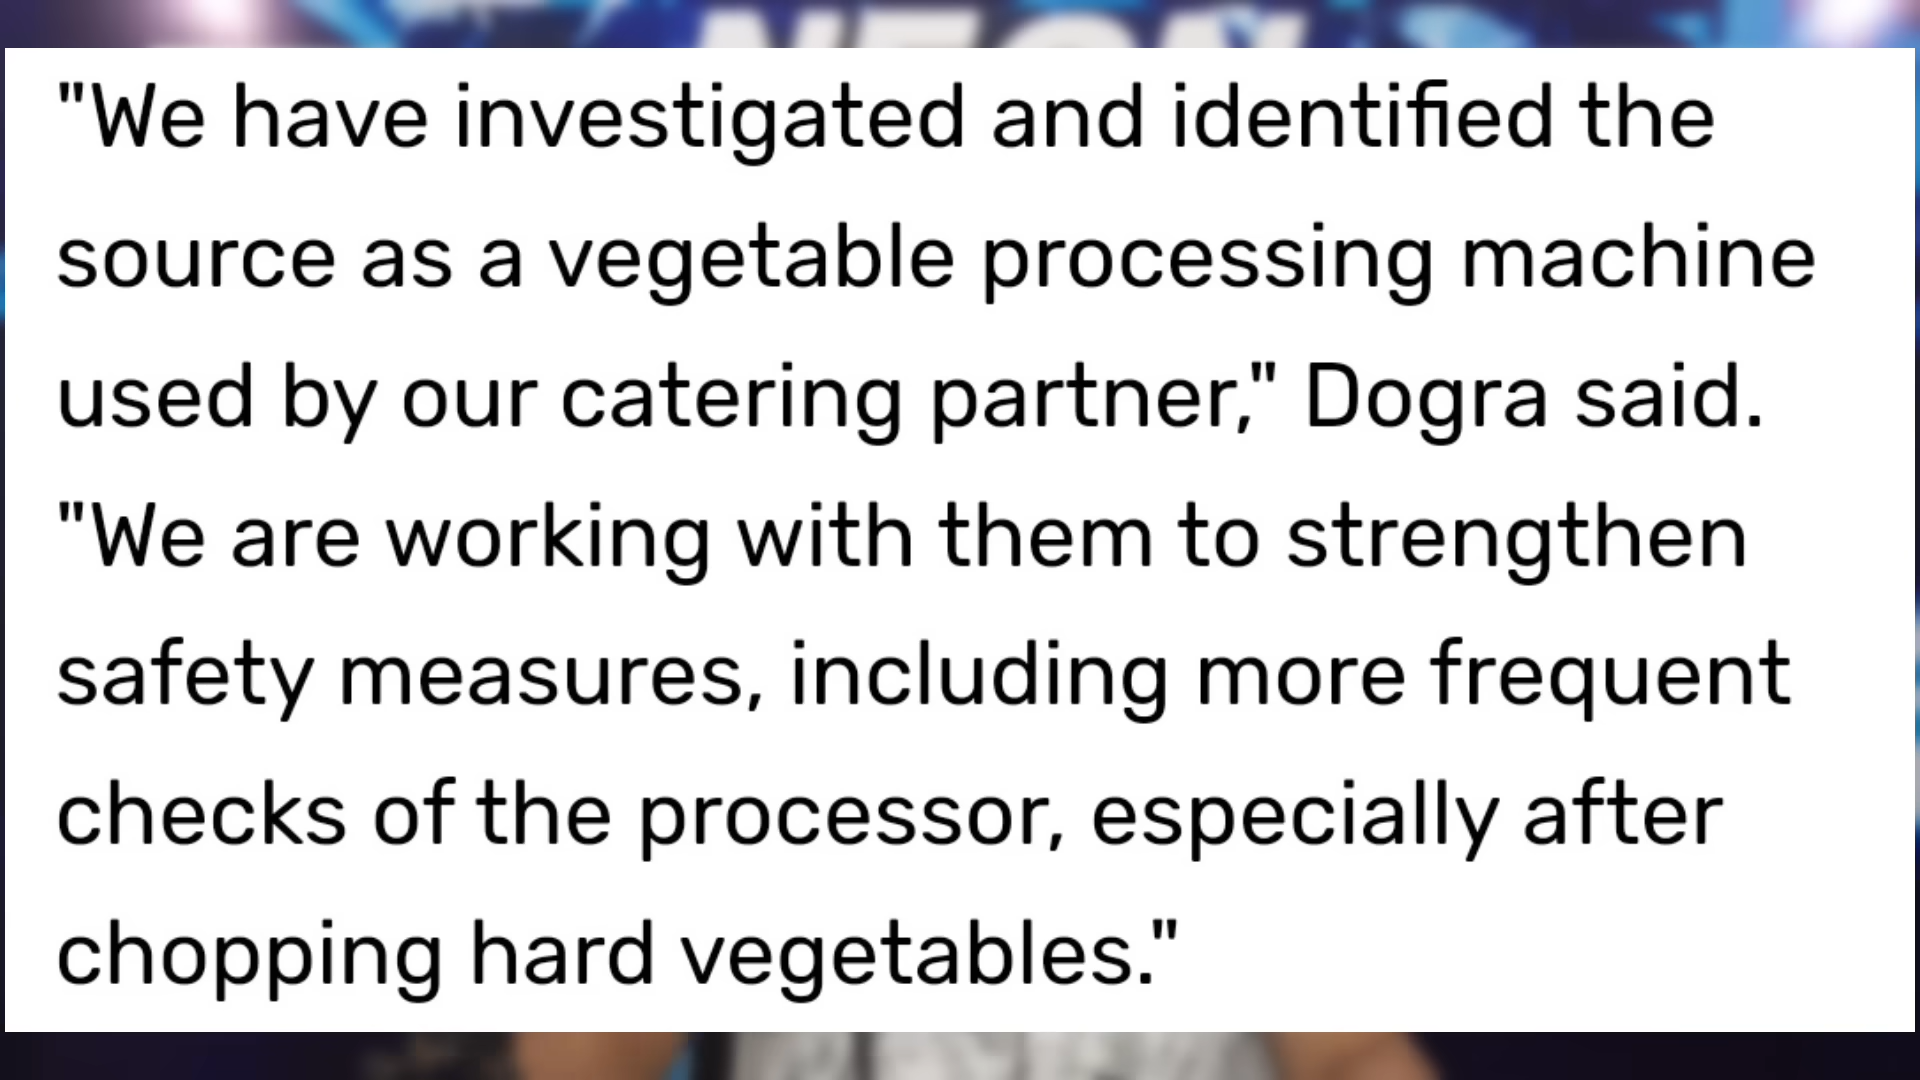 NEON
"We have investigated and identified the
source as a vegetable processing machine
used by our catering partner," Dogra said.
"We are working with them to strengthen
safety measures, including more frequent
checks of the processor, especially after
chopping hard vegetables."